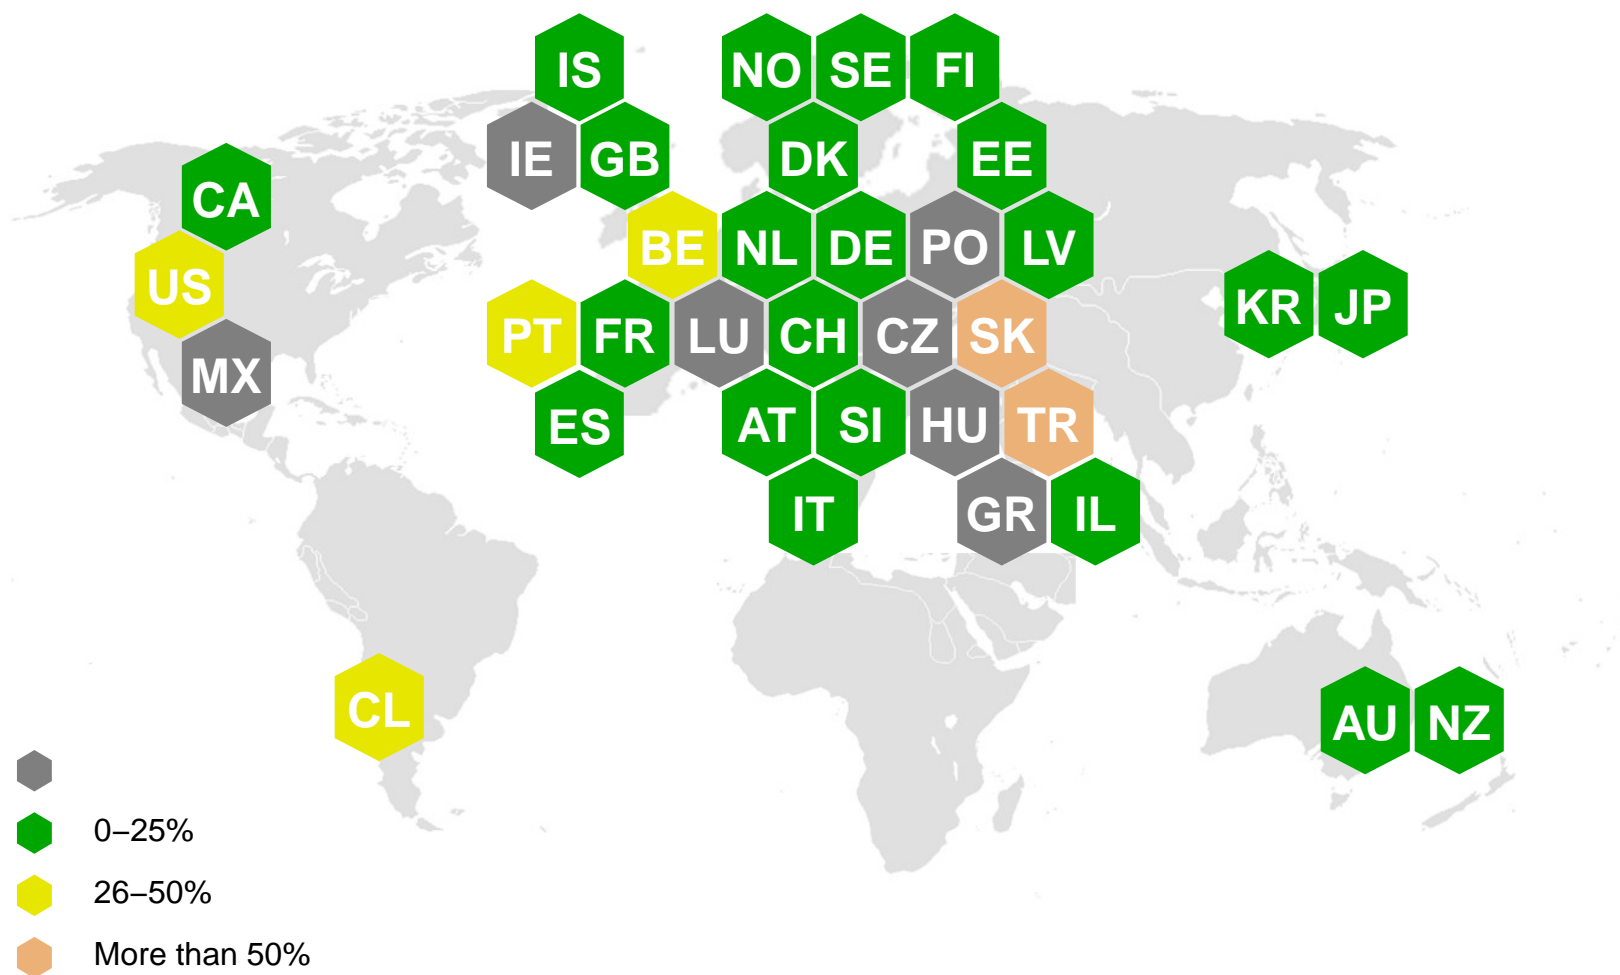 IS NO SE FI
IE GB DK EE
CA
BE NL DE PO LV
US
KR JP
PT FR LU CH CZ SK
MX
ES AT SI HU TR
IT GR IL
CL
AU NZ
0–25%
26–50%
More than 50%